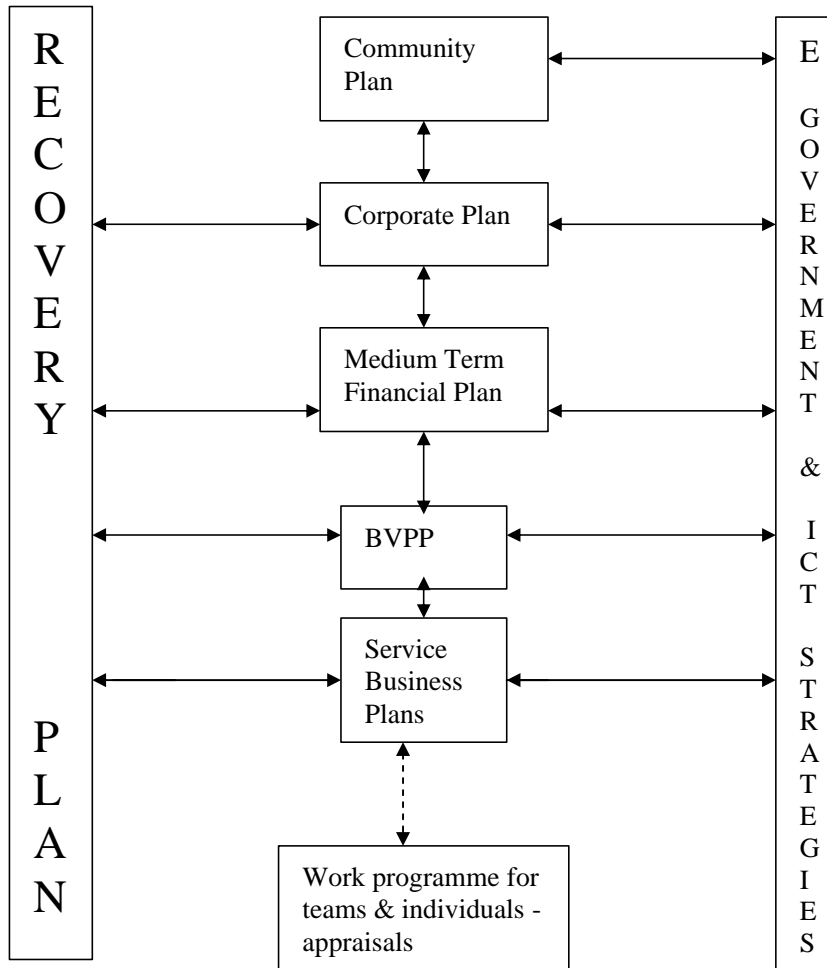 RECOVERY PLAN
Community
Plan
Corporate Plan
Medium Term
Financial Plan
BVPP
Service
Business
Plans
Work programme for
teams & individuals -
appraisals
E GOVERNMENT & ICT STRATEGIES